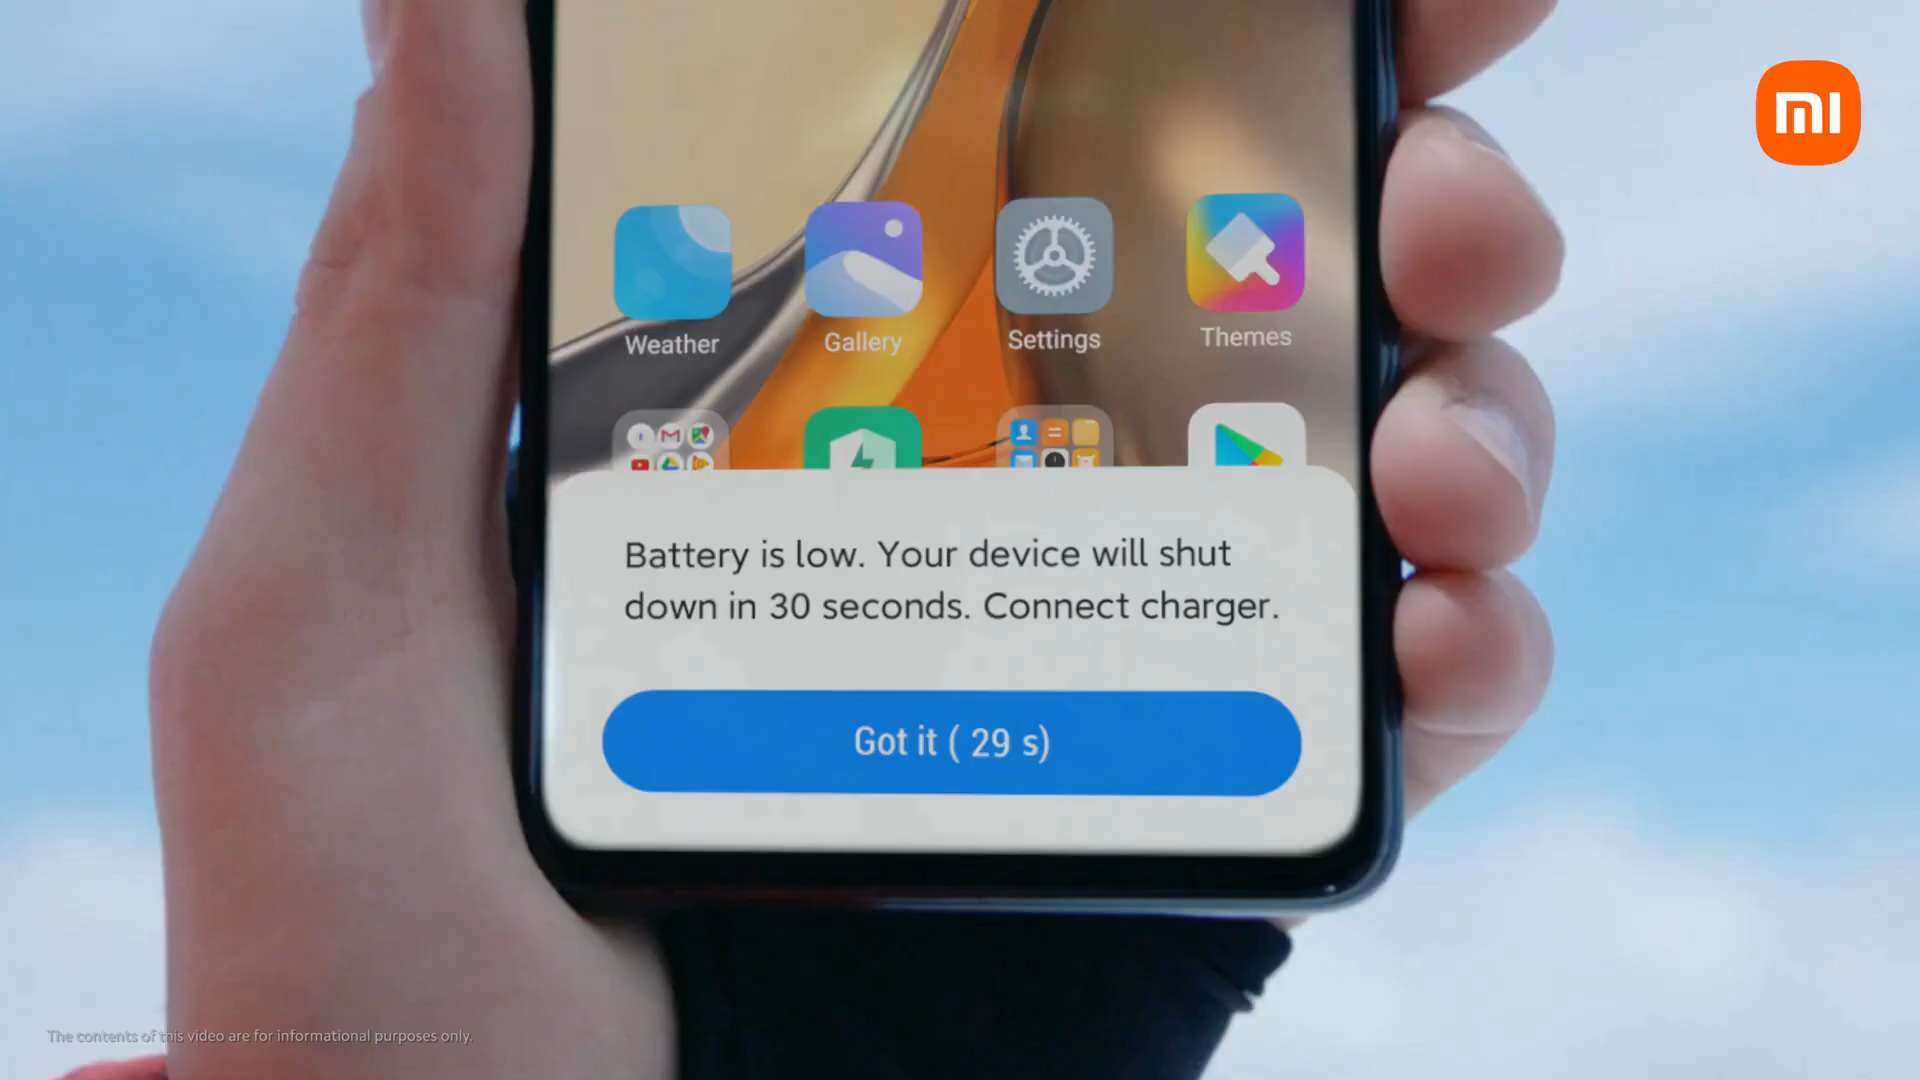 mi
Weather
Gallery
Settings
Themes
Battery is low. Your device will shut
down in 30 seconds. Connect charger.
Got it ( 29 s)
The contents of this video are for informational purposes only.